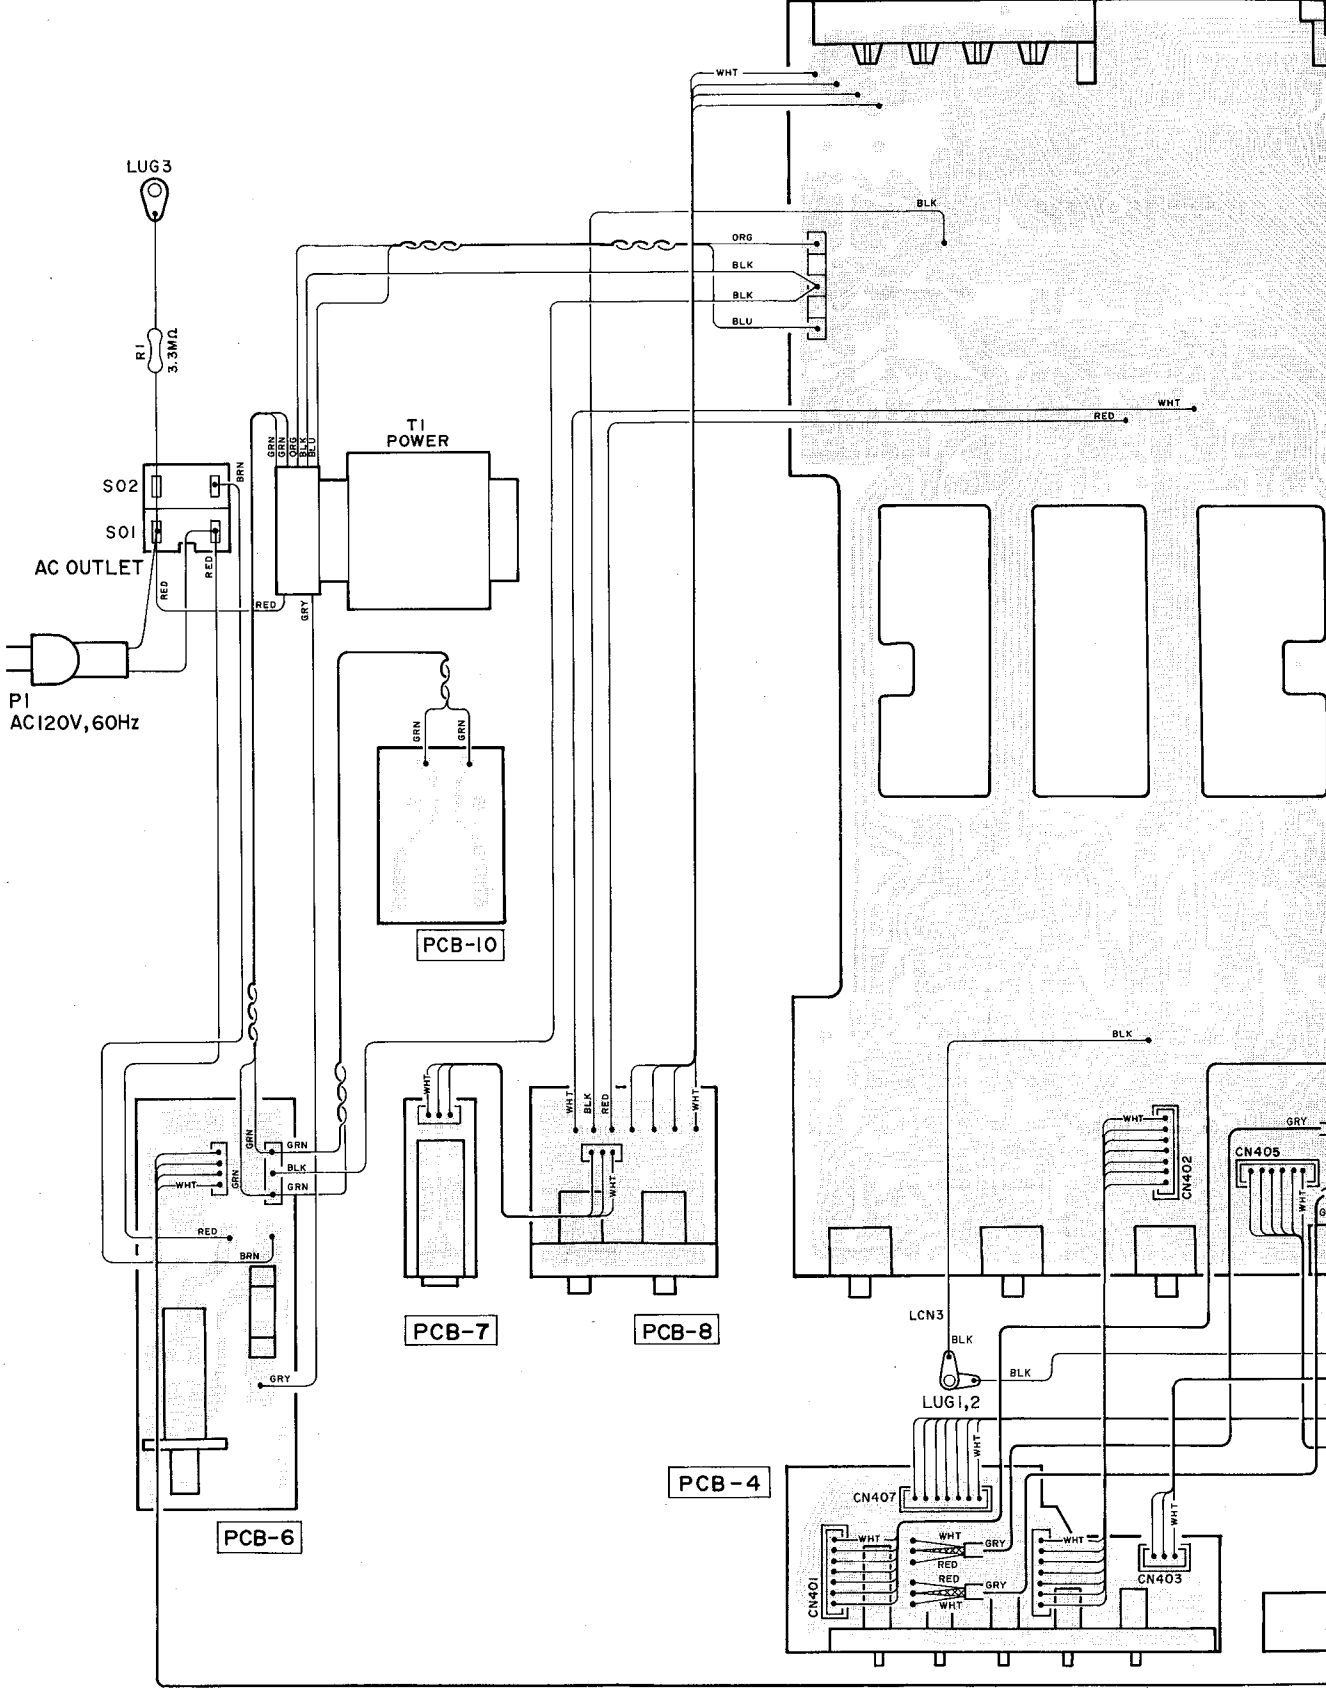 WHT
LUG3
BLK
ORG
BLK
BLK
BLU
R1
3.3MΩ
WHT
RED
T1
POWER
GRN
GRN
ORG
BLK
BLU
BRN
SO2
SO1
AC OUTLET
RED
RED
RED
GRY
P1
AC120V, 60Hz
GRN
GRN
PCB-10
BLK
WHT
WHT
BLK
RED
WHT
WHT
GRY
CN405
CN402
WHT
GRN
GRN
BLK
GRN
GRN
WHT
WHT
RED
BRN
G
LCN3
PCB-7
PCB-8
BLK
BLK
GRY
LUG1,2
WHT
PCB-4
CN407
WHT
PCB-6
WHT
WHT
GRY
RED
WHT
RED
GRY
WHT
CN403
CN401